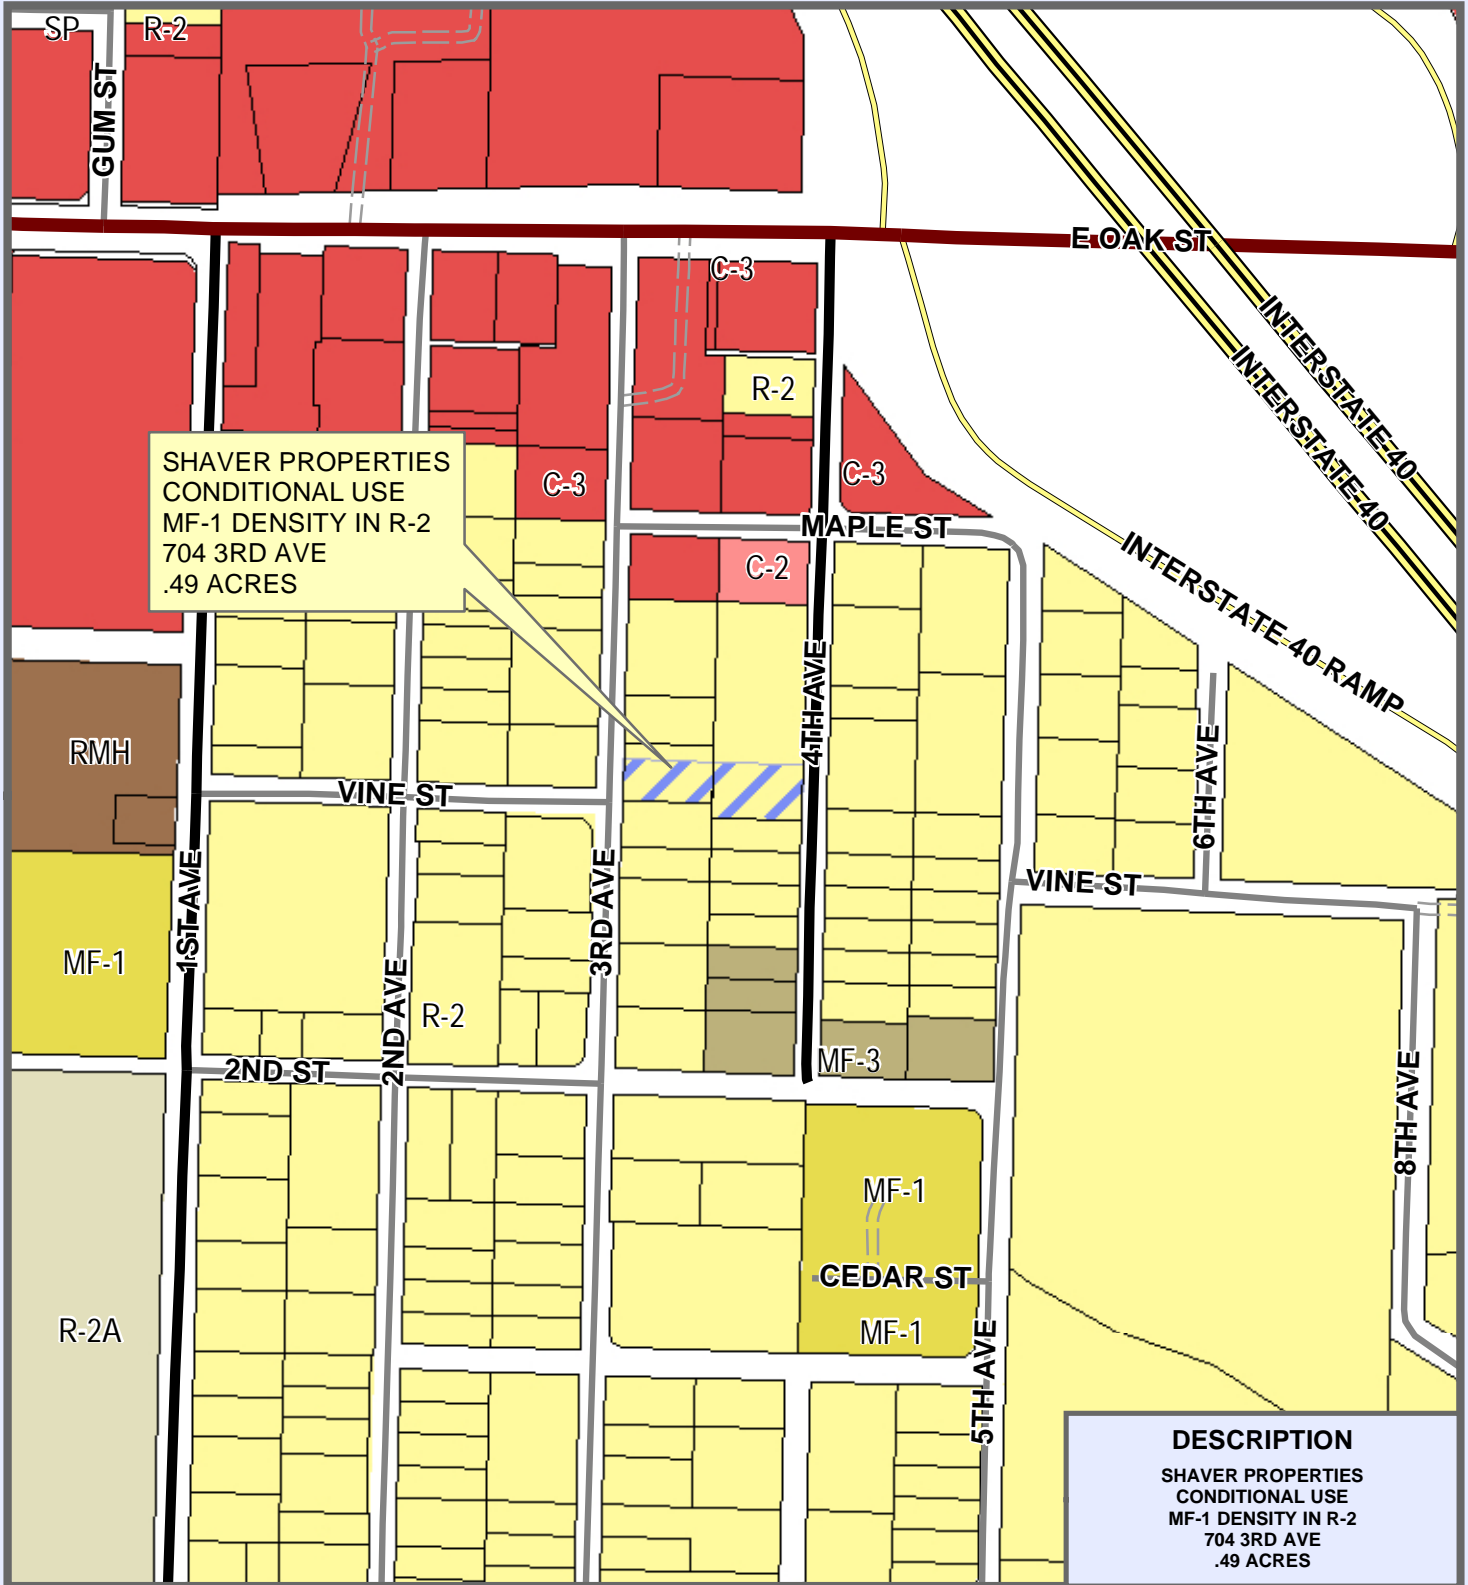 SP
R-2
GUM ST
E OAK ST
C-3
INTERSTATE 40
INTERSTATE 40
R-2
SHAVER PROPERTIES
CONDITIONAL USE
MF-1 DENSITY IN R-2
704 3RD AVE
.49 ACRES
C-3
C-3
MAPLE ST
C-2
INTERSTATE 40 RAMP
4TH AVE
RMH
VINE ST
6TH AVE
1ST AVE
3RD AVE
VINE ST
MF-1
2ND AVE
R-2
2ND ST
MF-3
8TH AVE
MF-1
CEDAR ST
R-2A
MF-1
5TH AVE
DESCRIPTION
SHAVER PROPERTIES
CONDITIONAL USE
MF-1 DENSITY IN R-2
704 3RD AVE
.49 ACRES